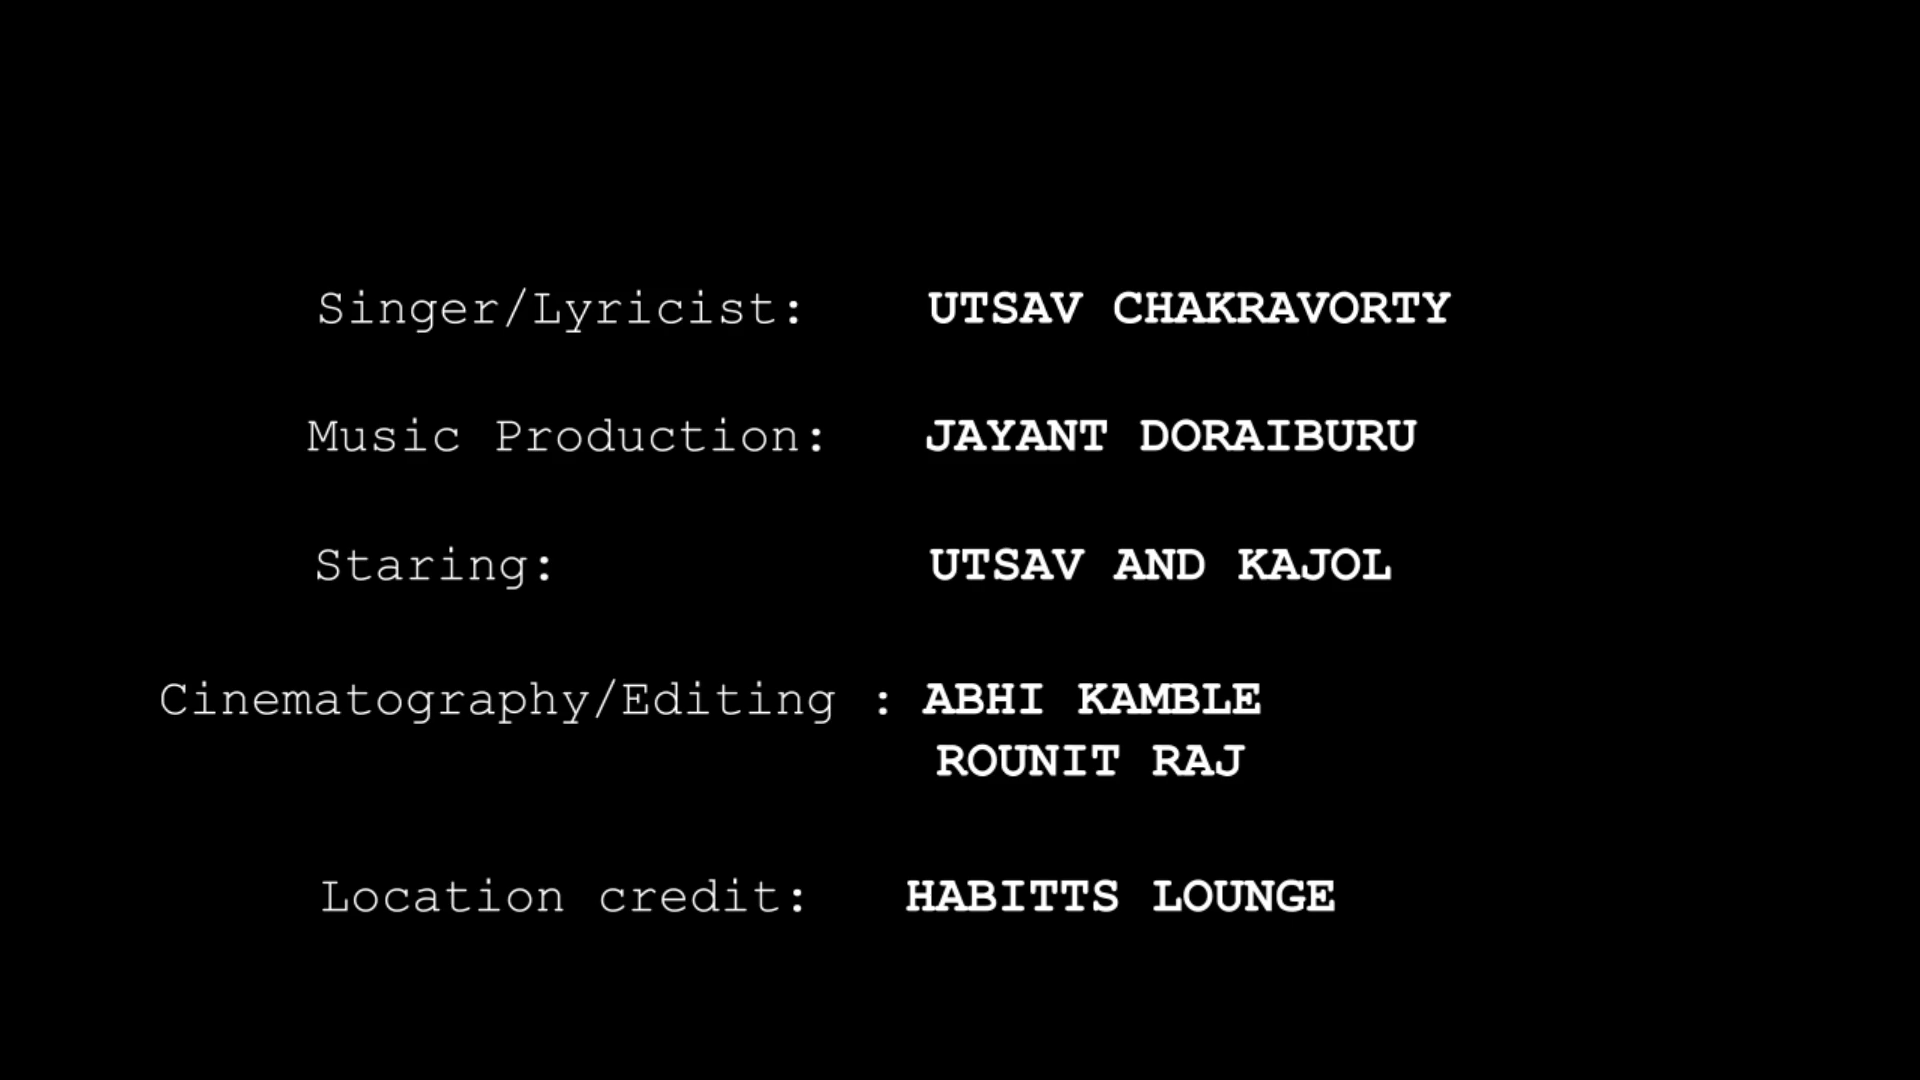 Singer/Lyricist: UTSAV CHAKRAVORTY
Music Production: JAYANT DORAIBURU
Staring: UTSAV AND KAJOL
Cinematography/Editing : ABHI KAMBLE
ROUNIT RAJ
Location credit: HABITTS LOUNGE